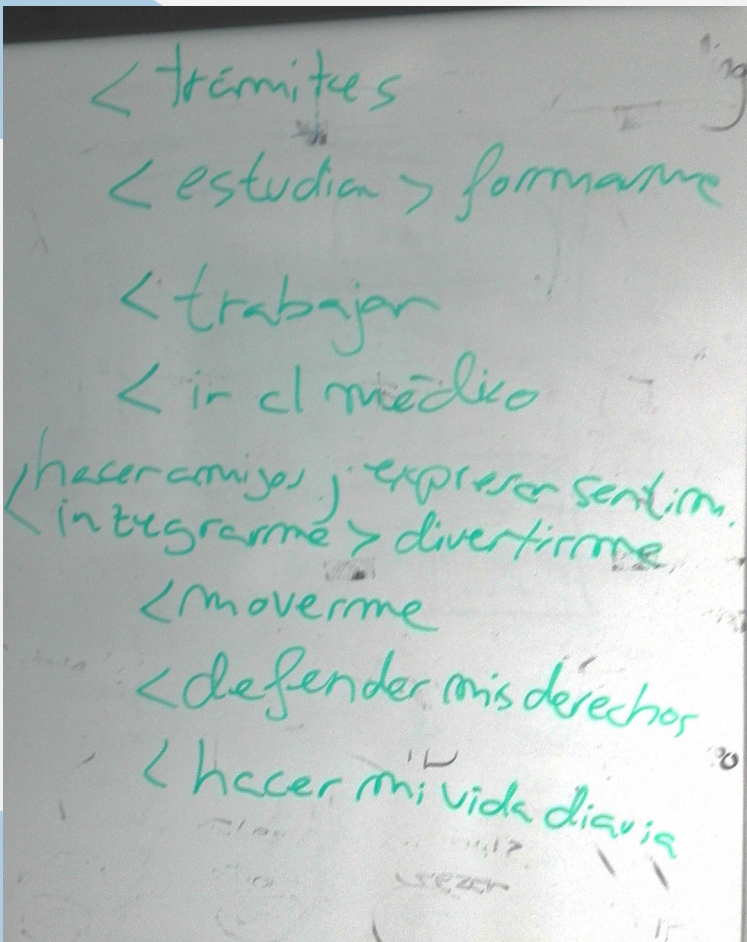 < trámites
< estudiar > formarme
< trabajar
< ir al médico
hacer amigos, expresar sentim.
< integrarme > divertirme
< moverme
< defender mis derechos
< hacer mi vida diaria